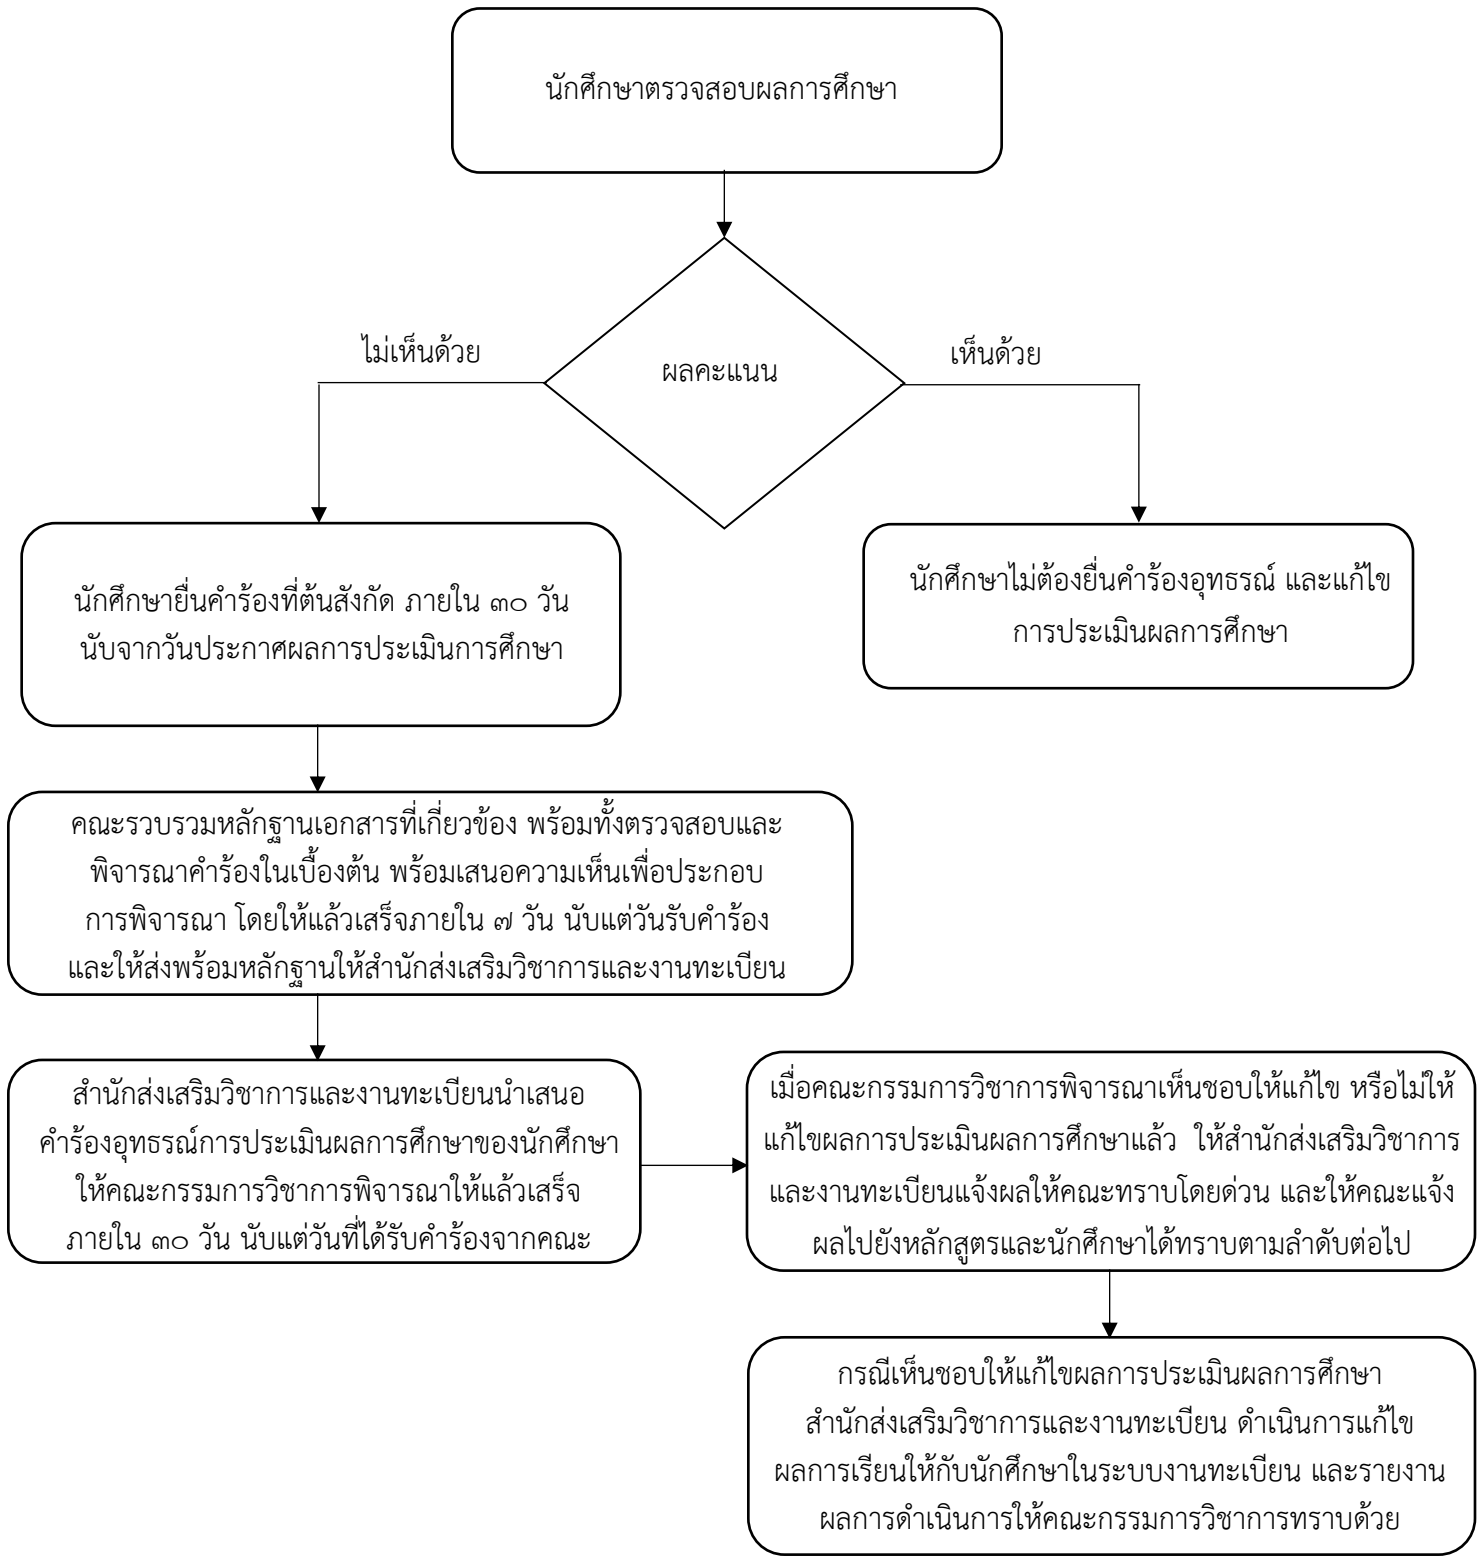 นักศึกษาตรวจสอบผลการศึกษา
ผลคะแนน
ไม่เห็นด้วย
เห็นด้วย
นักศึกษายื่นคำร้องที่ต้นสังกัด ภายใน ๓๐ วัน
นับจากวันประกาศผลการประเมินการศึกษา
นักศึกษาไม่ต้องยื่นคำร้องอุทธรณ์ และแก้ไข
การประเมินผลการศึกษา
คณะรวบรวมหลักฐานเอกสารที่เกี่ยวข้อง พร้อมทั้งตรวจสอบและ
พิจารณาคำร้องในเบื้องต้น พร้อมเสนอความเห็นเพื่อประกอบ
การพิจารณา โดยให้แล้วเสร็จภายใน ๗ วัน นับแต่วันรับคำร้อง
และให้ส่งพร้อมหลักฐานให้สำนักส่งเสริมวิชาการและงานทะเบียน
สำนักส่งเสริมวิชาการและงานทะเบียนนำเสนอ
คำร้องอุทธรณ์การประเมินผลการศึกษาของนักศึกษา
ให้คณะกรรมการวิชาการพิจารณาให้แล้วเสร็จ
ภายใน ๓๐ วัน นับแต่วันที่ได้รับคำร้องจากคณะ
เมื่อคณะกรรมการวิชาการพิจารณาเห็นชอบให้แก้ไข หรือไม่ให้
แก้ไขผลการประเมินผลการศึกษาแล้ว ให้สำนักส่งเสริมวิชาการ
และงานทะเบียนแจ้งผลให้คณะทราบโดยด่วน และให้คณะแจ้ง
ผลไปยังหลักสูตรและนักศึกษาได้ทราบตามลำดับต่อไป
กรณีเห็นชอบให้แก้ไขผลการประเมินผลการศึกษา
สำนักส่งเสริมวิชาการและงานทะเบียน ดำเนินการแก้ไข
ผลการเรียนให้กับนักศึกษาในระบบงานทะเบียน และรายงาน
ผลการดำเนินการให้คณะกรรมการวิชาการทราบด้วย